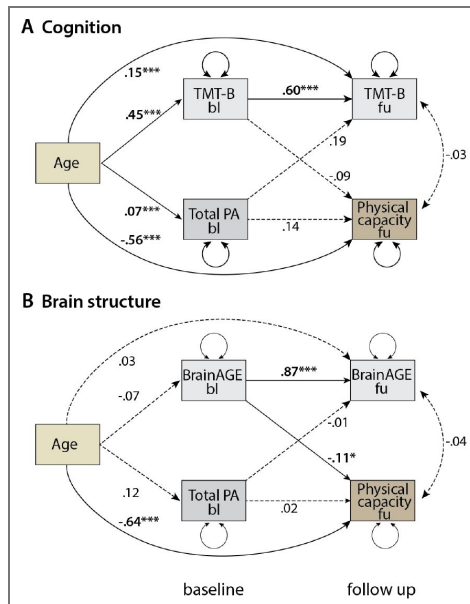 A Cognition
.15***
TMT-B
bl
.60***
TMT-B
fu
.45***
.19
-.03
Age
-.09
.07***
Total PA
bl
.14
Physical
capacity
fu
-.56***
B Brain structure
.03
BrainAGE
bl
.87***
BrainAGE
fu
-.07
-.01
-.04
Age
-.11*
.12
Total PA
bl
.02
Physical
capacity
fu
-.64***
baseline
follow up